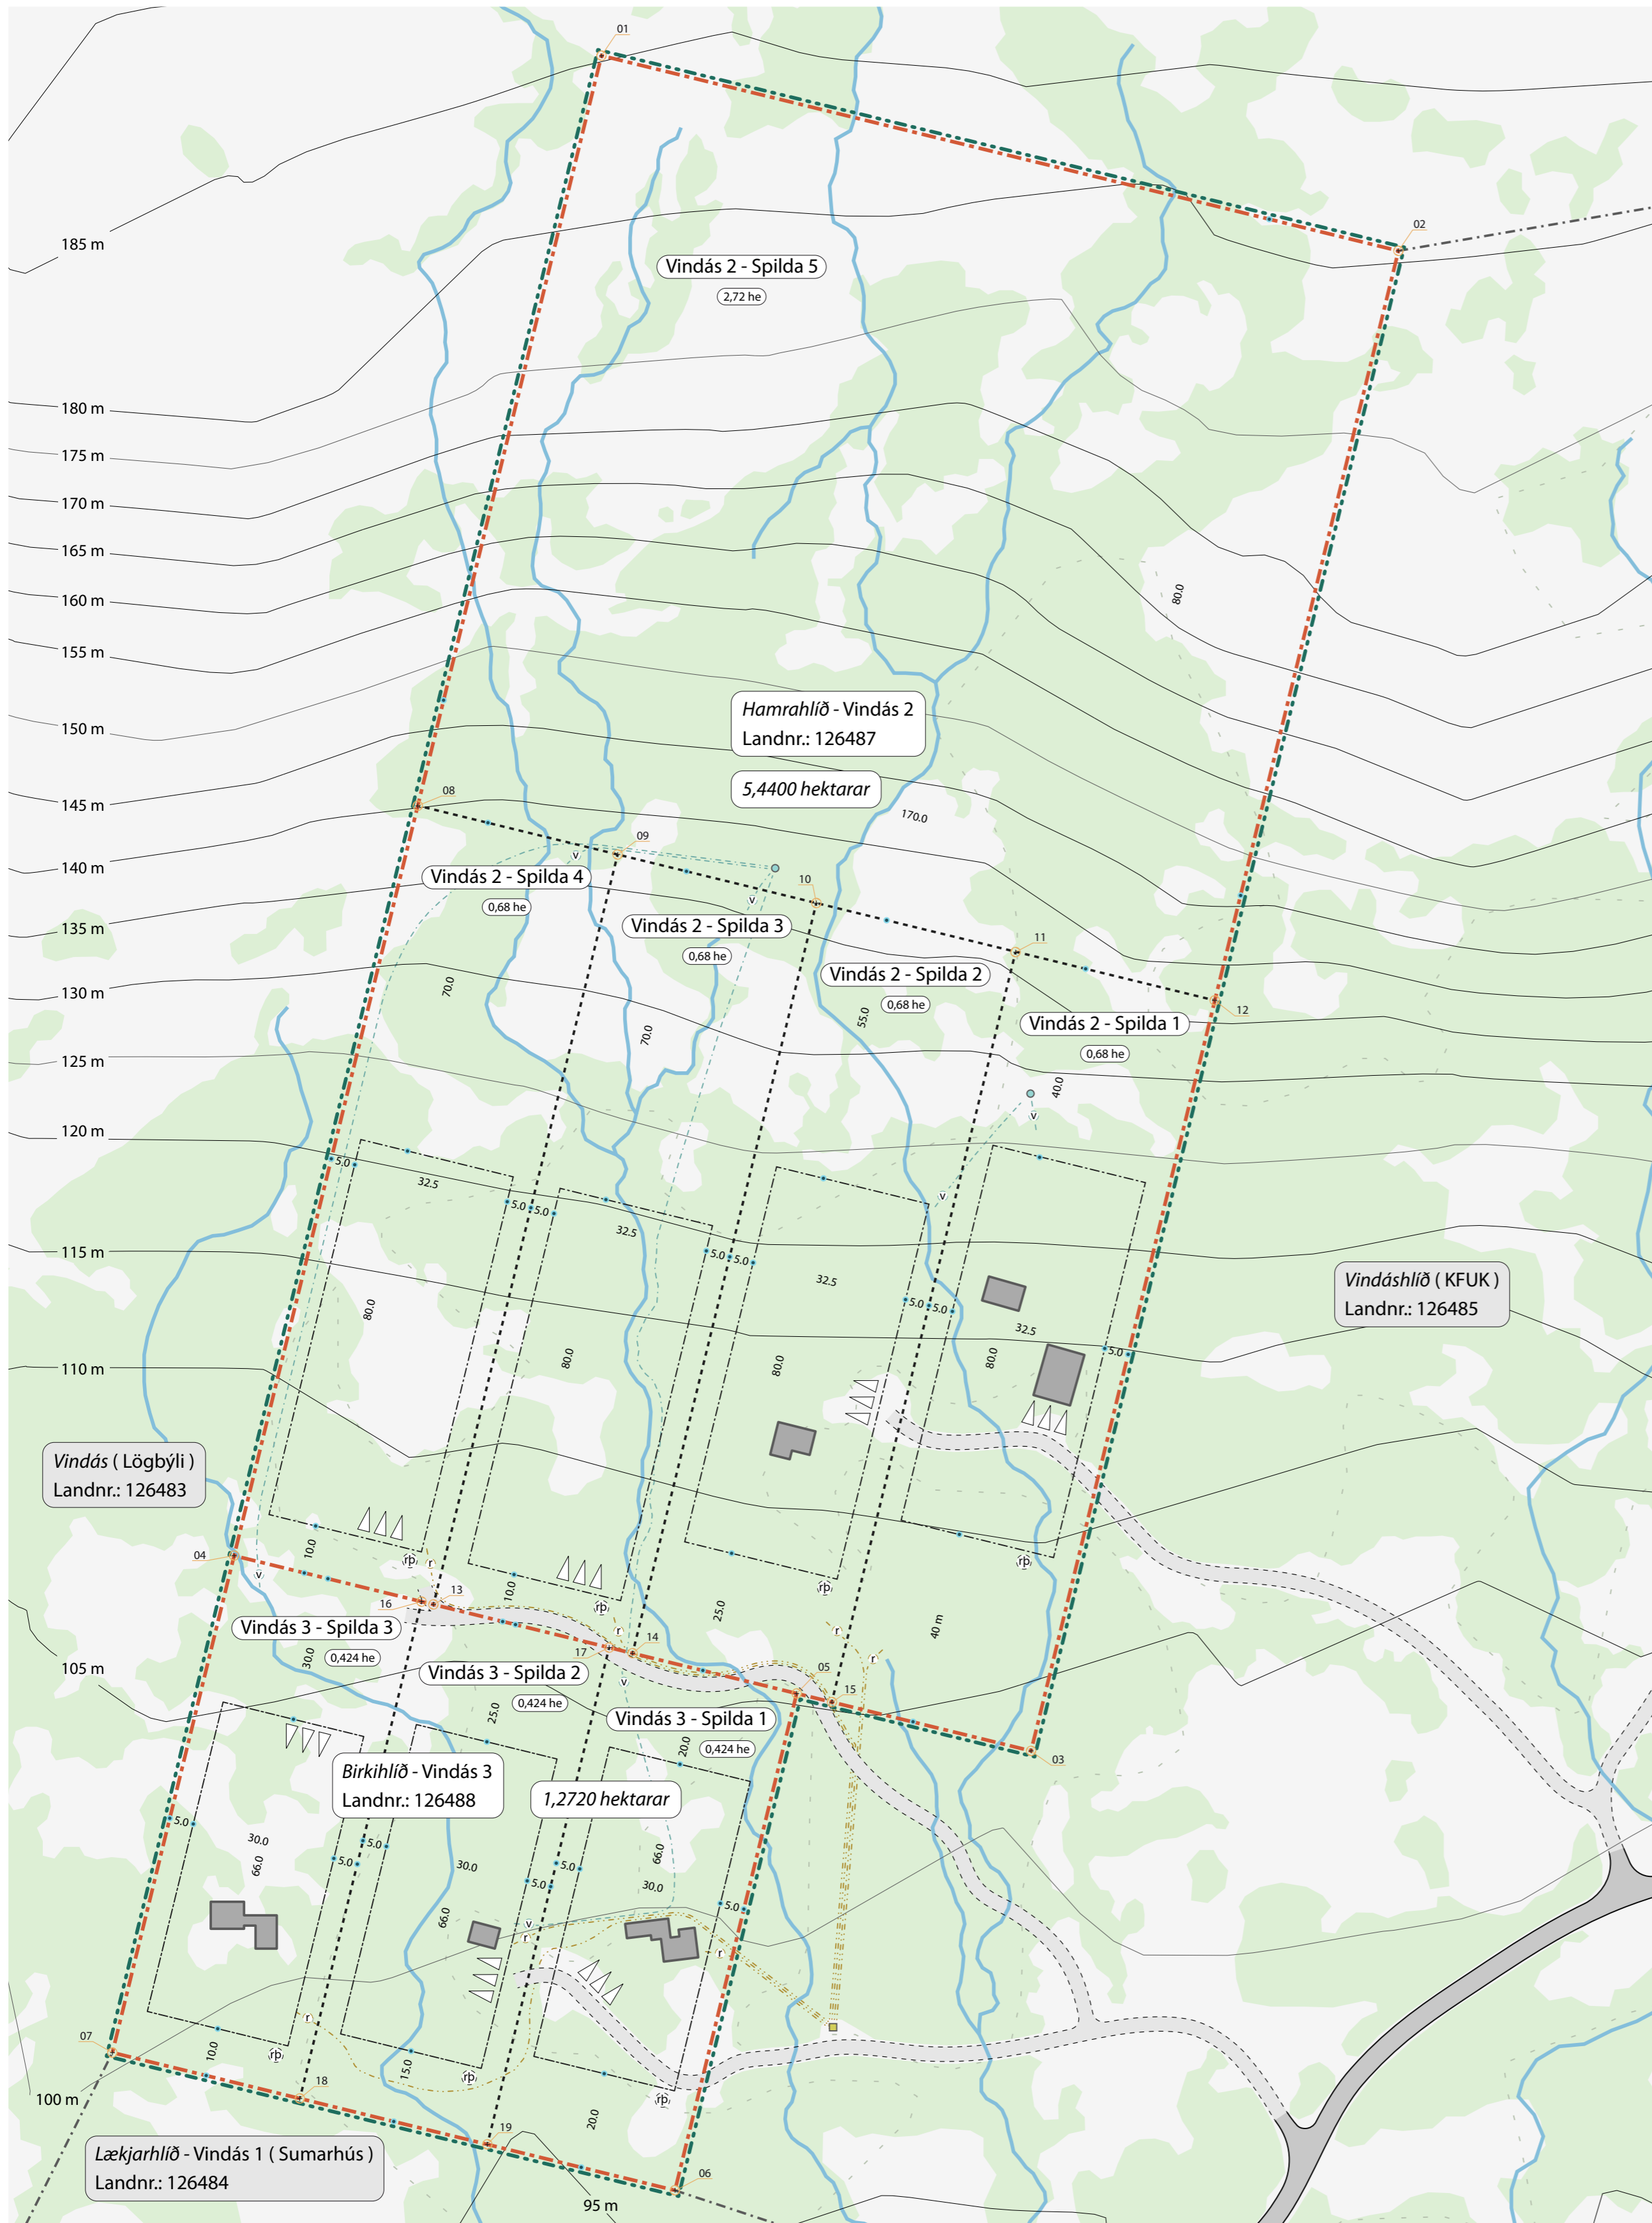 01
02
185 m
Vindás 2 - Spilda 5
2,72 he
180 m
175 m
170 m
165 m
160 m
80.0
155 m
150 m
Hamrahlíð - Vindás 2
Landnr.: 126487
5,4400 hektarar
145 m
08
170.0
09
v
140 m
Vindás 2 - Spilda 4
0,68 he
10
v
135 m
Vindás 2 - Spilda 3
0,68 he
11
Vindás 2 - Spilda 2
0,68 he
130 m
70.0
12
55.0
Vindás 2 - Spilda 1
0,68 he
70.0
125 m
40.0
v
120 m
5.0
32.5
v
5.0 5.0
32.5
5.0 5.0
115 m
32.5
Vindáshlíð ( KFUK )
Landnr.: 126485
5.0 5.0
80.0
32.5
5.0
80.0
80.0
80.0
110 m
Vindás ( Lögbýli )
Landnr.: 126483
04
10.0
rþ
r
rþ
v
13
16
10.0
rþ
rþ
25.0
r
r
40 m
Vindás 3 - Spilda 3
0,424 he
14
17
30.0
105 m
Vindás 3 - Spilda 2
0,424 he
v
r
05
15
25.0
Vindás 3 - Spilda 1
0,424 he
20.0
03
Birkihlíð - Vindás 3
Landnr.: 126488
1,2720 hektarar
5.0
30.0
66.0
5.0
5.0
30.0
66.0
5.0
5.0
66.0
30.0
5.0
v
r
r
r
07
10.0
rþ
15.0
rþ
rþ
100 m
18
20.0
19
Lækjarhlíð - Vindás 1 ( Sumarhús )
Landnr.: 126484
06
95 m